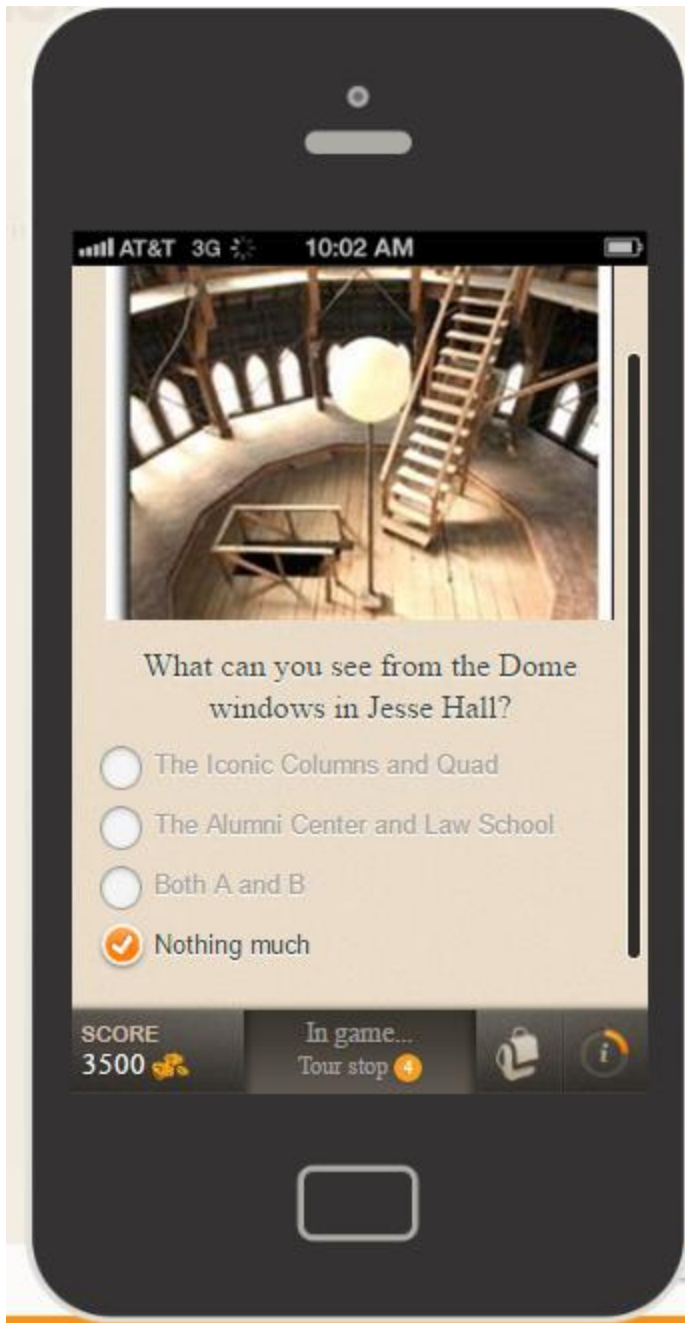 AT&T 3G 10:02 AM
What can you see from the Dome
windows in Jesse Hall?
The Iconic Columns and Quad
The Alumni Center and Law School
Both A and B
Nothing much
SCORE
3500
In game...
Tour stop 4
i